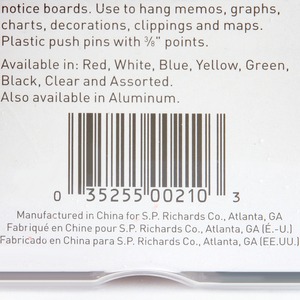 notice boards. Use to hang memos, graphs,
charts, decorations, clippings and maps.
Plastic push pins with ⅜" points.
Available in: Red, White, Blue, Yellow, Green,
Black, Clear and Assorted.
Also available in Aluminum.
0 35255 00210 3
Manufactured in China for S.P. Richards Co., Atlanta, GA
Fabriqué en Chine pour S.P. Richards Co., Atlanta, GA (É.-U.)
Fabricado en China para S.P. Richards Co., Atlanta, GA (EE.UU.)